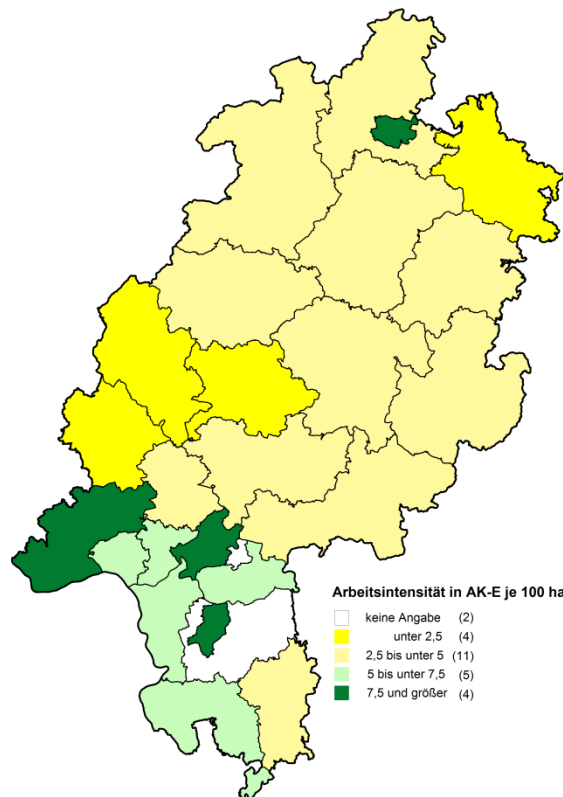 Arbeitsintensität in AK-E je 100 ha
keine Angabe (2)
unter 2,5 (4)
2,5 bis unter 5 (11)
5 bis unter 7,5 (5)
7,5 und größer (4)